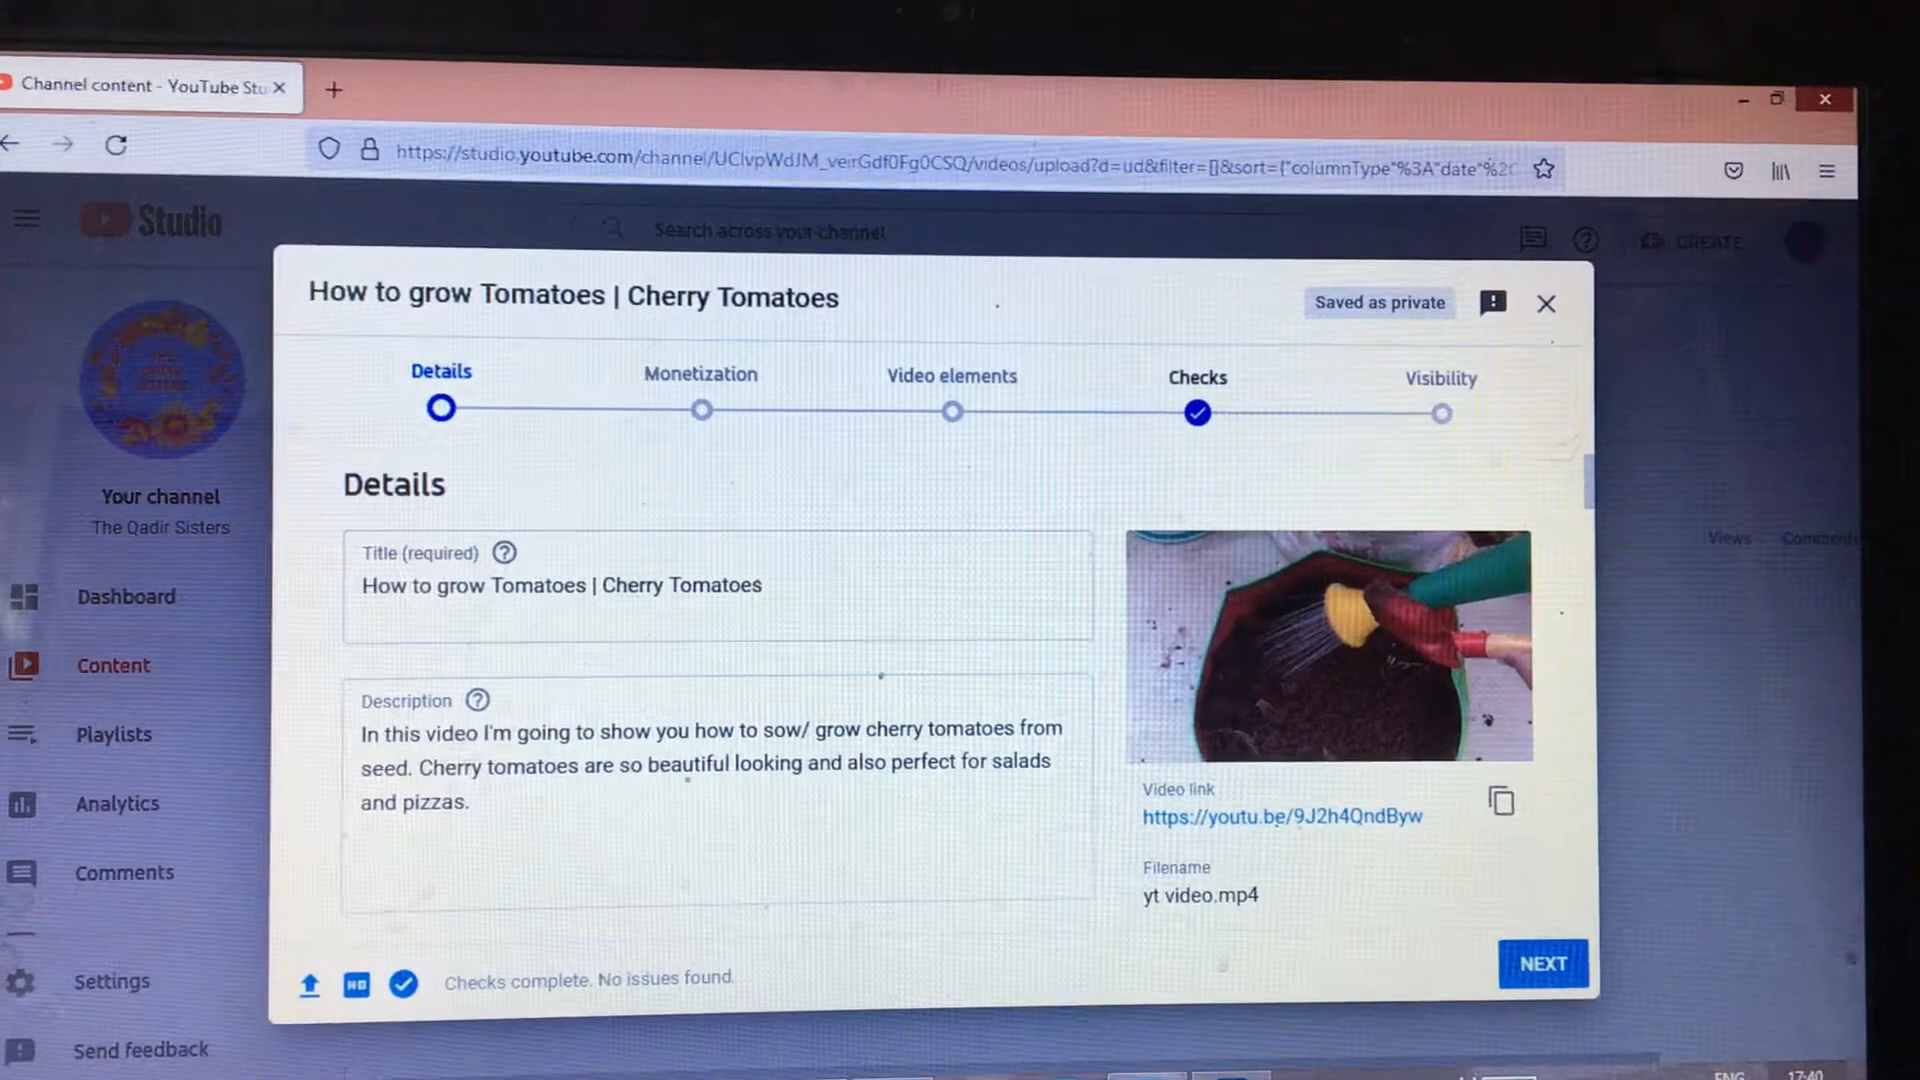 Channel content - YouTube Stu
https://studio.youtube.com/channel/UCIvpWdJM_veirGdf0Fg0CSQ/videos/upload?d=ud&filter=[]&sort={"columnType"%3A"date"%2C
Studio
Search across your channel
CREATE
How to grow Tomatoes | Cherry Tomatoes
Saved as private
Details
Monetization
Video elements
Checks
Visibility
Your channel
The Qadir Sisters
Dashboard
Content
Playlists
Analytics
Comments
Settings
Send feedback
Details
Title (required)
How to grow Tomatoes | Cherry Tomatoes
Description
In this video I'm going to show you how to sow/ grow cherry tomatoes from
seed. Cherry tomatoes are so beautiful looking and also perfect for salads
and pizzas.
Video link
https://youtu.be/9J2h4QndByw
Filename
yt video.mp4
Views
Comments
HD
Checks complete. No issues found.
NEXT
ENG
17:40